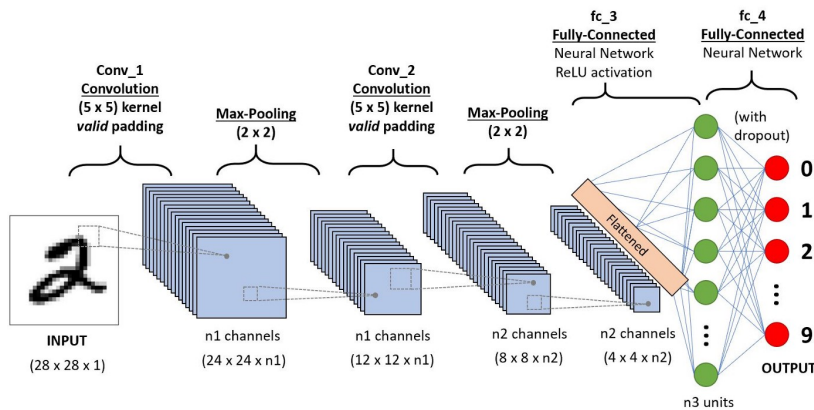 fc_3
Fully-Connected
Neural Network
ReLU activation
fc_4
Fully-Connected
Neural Network
Conv_1
Convolution
(5 x 5) kernel
valid padding
Max-Pooling
(2 x 2)
Conv_2
Convolution
(5 x 5) kernel
valid padding
Max-Pooling
(2 x 2)
(with
dropout)
Flattened
0
1
2
9
2
INPUT
(28 x 28 x 1)
n1 channels
(24 x 24 x n1)
n1 channels
(12 x 12 x n1)
n2 channels
(8 x 8 x n2)
n2 channels
(4 x 4 x n2)
OUTPUT
n3 units